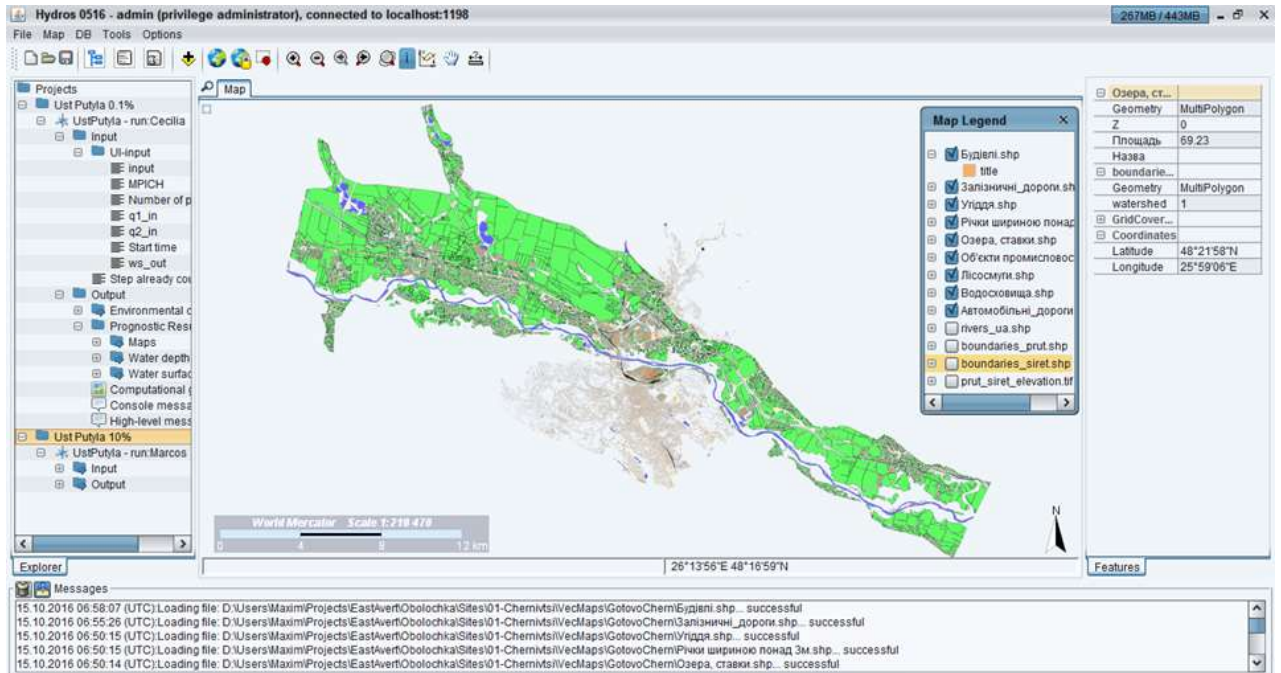 Hydros 0516 - admin (privilege administrator), connected to localhost:1198
267MB / 443MB
File Map DB Tools Options
Projects
Ust Putyla 0.1%
UstPutyla - run:Cecilia
Input
UI-input
input
MPICH
Number of p
q1_in
q2_in
Start time
ws_out
Step already cou
Output
Environmental c
Prognostic Resu
Maps
Water depth
Water surfac
Computational g
Console messa
High-level mess
Ust Putyla 10%
UstPutyla - run:Marcos
Input
Output
Explorer
Map
Map Legend
Будівлі.shp
title
Залізничні_дороги.sh
Угіддя.shp
Річки шириною понад
Озера, ставки.shp
Об'єкти промисловос
Лісосмуги.shp
Водосховища.shp
Автомобільні_дороги
rivers_ua.shp
boundaries_prut.shp
boundaries_siret.shp
prut_siret_elevation.tif
World Mercator Scale 1:219 470
0 4 8 12 km
N
26°13'56"E 48°16'59"N
Озера, ст...
Geometry MultiPolygon
Z 0
Площадь 69.23
Назва
boundarie...
Geometry MultiPolygon
watershed 1
GridCover...
Coordinates
Latitude 48°21'58"N
Longitude 25°59'06"E
Features
Messages
15.10.2016 06:58:07 (UTC):Loading file: D:\Users\Maxim\Projects\EastAvert\Obolochka\Sites\01-Chernivtsi\VecMaps\GotovoChern\Будівлі.shp... successful
15.10.2016 06:55:26 (UTC):Loading file: D:\Users\Maxim\Projects\EastAvert\Obolochka\Sites\01-Chernivtsi\VecMaps\GotovoChern\Залізничні_дороги.shp... successful
15.10.2016 06:50:15 (UTC):Loading file: D:\Users\Maxim\Projects\EastAvert\Obolochka\Sites\01-Chernivtsi\VecMaps\GotovoChern\Угіддя.shp... successful
15.10.2016 06:50:15 (UTC):Loading file: D:\Users\Maxim\Projects\EastAvert\Obolochka\Sites\01-Chernivtsi\VecMaps\GotovoChern\Річки шириною понад 3м.shp... successful
15.10.2016 06:50:14 (UTC):Loading file: D:\Users\Maxim\Projects\EastAvert\Obolochka\Sites\01-Chernivtsi\VecMaps\GotovoChern\Озера, ставки.shp... successful